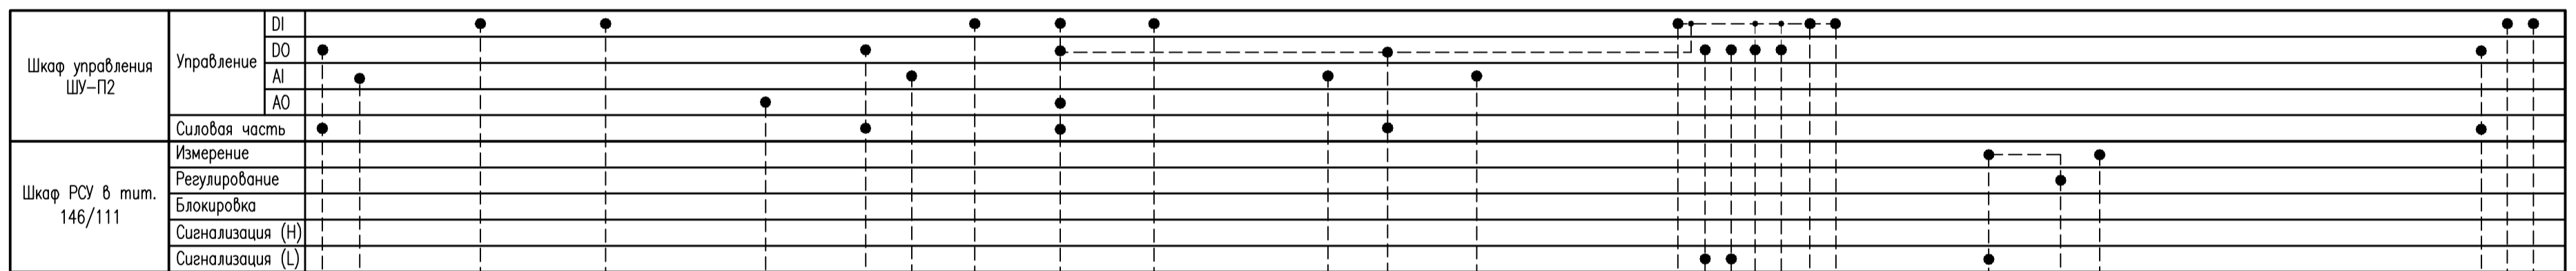 Шкаф управления
ШУ-П2
Управление
DI
DO
AI
AO
Силовая часть
Шкаф РСУ в тит.
146/111
Измерение
Регулирование
Блокировка
Сигнализация (H)
Сигнализация (L)